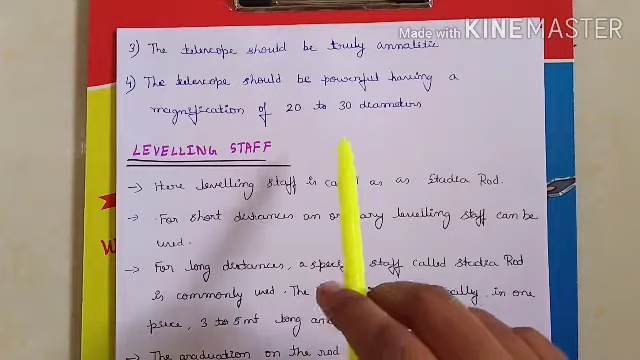 Made with KINEMASTER
3) The telescope should be truly annalitic
4) The telescope should be powerful having a
magnification of 20 to 30 diameters
LEVELLING STAFF
→ Here levelling staff is called as as Stadia Rod.
→ For short distances an ordinary levelling staff can be
used.
→ For long distances, a staff called Stadia Rod
is commonly used. The in one
piece, 3 to 5 mt long
→ The graduation on the rod